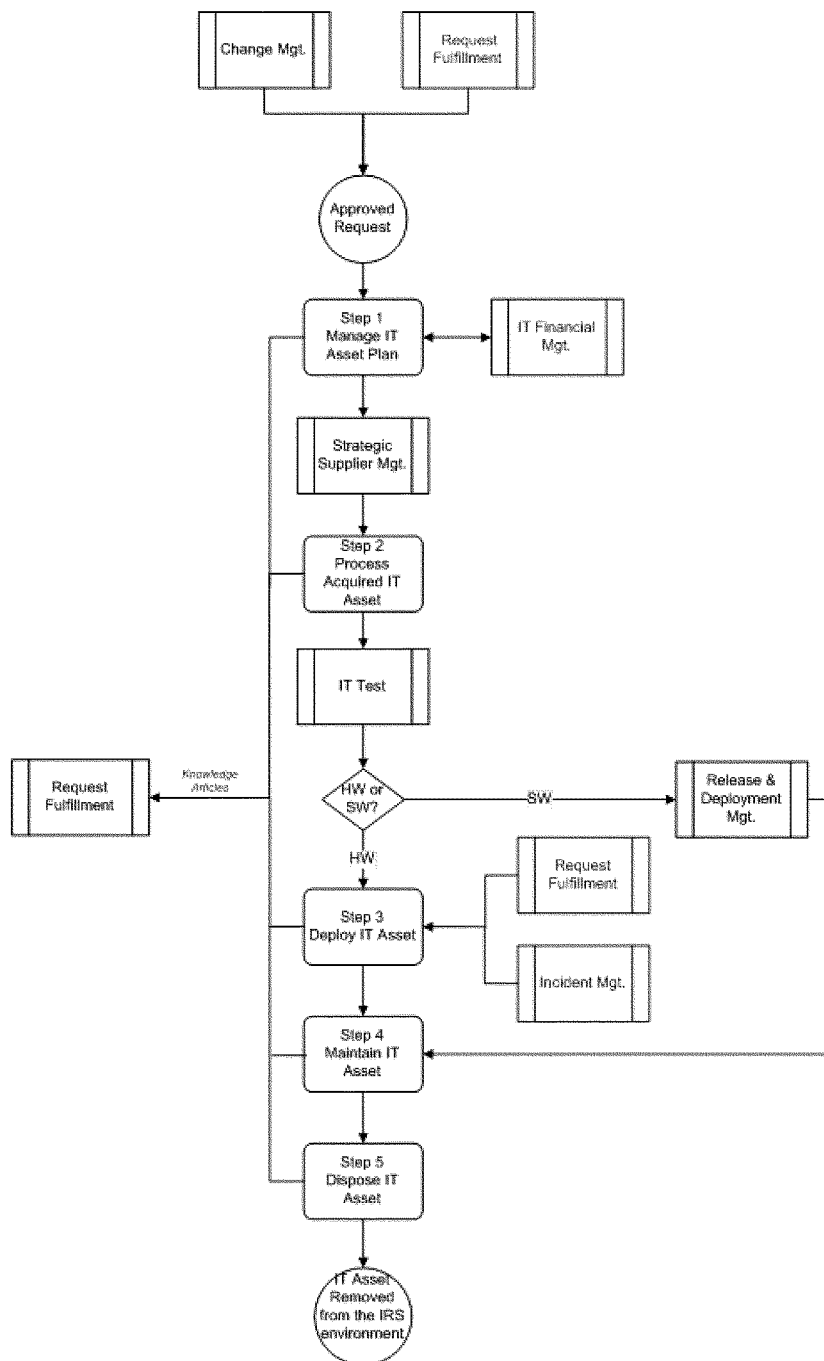 Change Mgt.
Request
Fulfillment
Approved
Request
Step 1
Manage IT
Asset Plan
IT Financial
Mgt.
Strategic
Supplier Mgt.
Step 2
Process
Acquired IT
Asset
IT Test
Request
Fulfillment
Knowledge
Articles
HW or
SW?
SW
Release &
Deployment
Mgt.
HW
Request
Fulfillment
Step 3
Deploy IT Asset
Incident Mgt.
Step 4
Maintain IT
Asset
Step 5
Dispose IT
Asset
IT Asset
Removed
from the IRS
environment